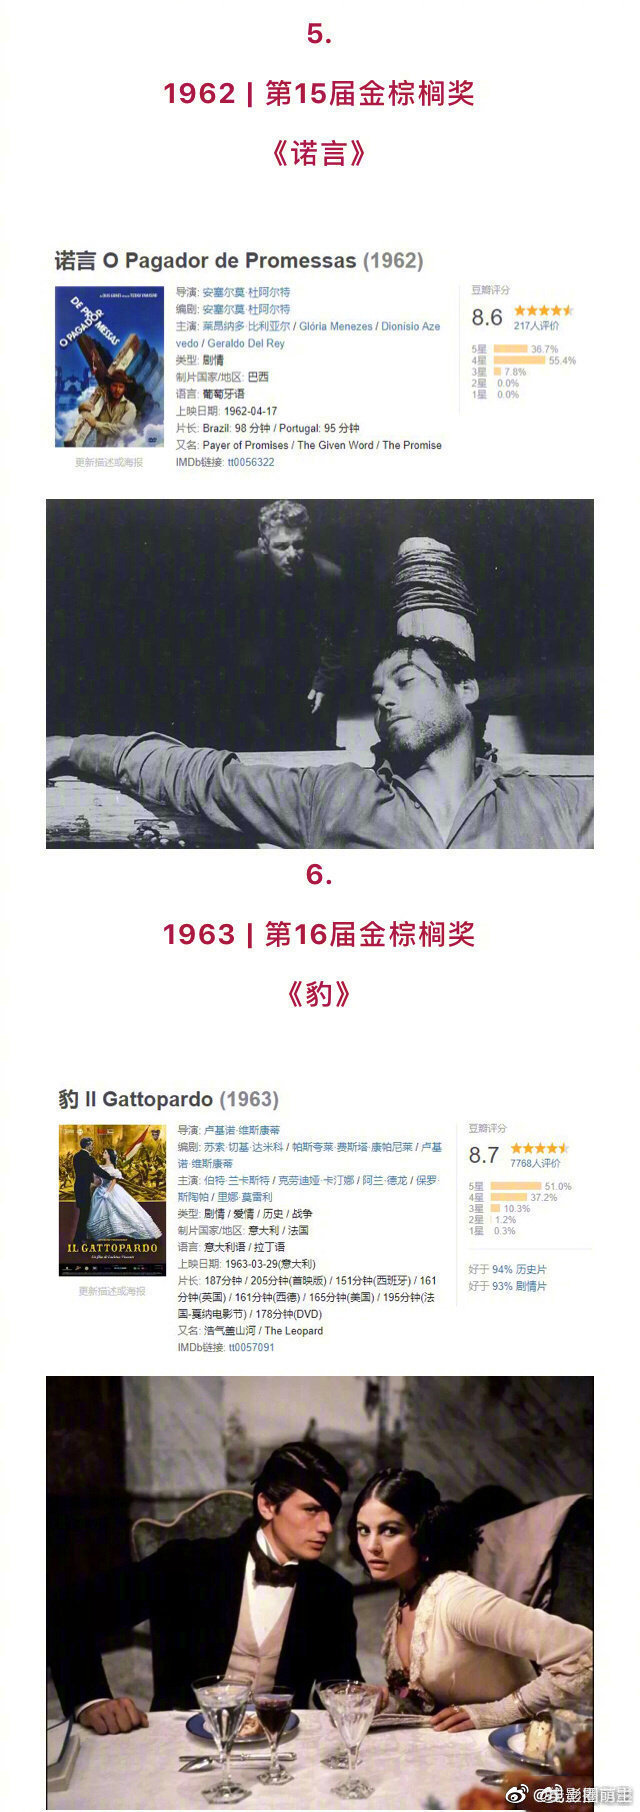 5.
1962 | 第15届金棕榈奖
《诺言》
诺言 O Pagador de Promessas (1962)
O PAGADOR
DE PROMESSAS
更新描述或海报
导演: 安塞尔莫·杜阿尔特
编剧: 安塞尔莫·杜阿尔特
主演: 莱昂纳多·比利亚尔 / Glória Menezes / Dionísio Aze
vedo / Geraldo Del Rey
类型: 剧情
制片国家/地区: 巴西
语言: 葡萄牙语
上映日期: 1962-04-17
片长: Brazil: 98 分钟 / Portugal: 95 分钟
又名: Payer of Promises / The Given Word / The Promise
IMDb链接: tt0056322
豆瓣评分
8.6
217人评价
5星 36.7%
4星 55.4%
3星 7.8%
2星 0.0%
1星 0.0%
6.
1963 | 第16届金棕榈奖
《豹》
豹 Il Gattopardo (1963)
IL GATTOPARDO
更新描述或海报
导演: 卢基诺·维斯康蒂
编剧: 苏索·切基·达米科 / 帕斯夸莱·费斯塔·康帕尼莱 / 卢基
诺·维斯康蒂
主演: 伯特·兰卡斯特 / 克劳迪娅·卡汀娜 / 阿兰·德龙 / 保罗·
斯陶帕 / 里娜·莫雷利
类型: 剧情 / 爱情 / 历史 / 战争
制片国家/地区: 意大利 / 法国
语言: 意大利语 / 拉丁语
上映日期: 1963-03-29(意大利)
片长: 187分钟 / 205分钟(首映版) / 151分钟(西班牙) / 161
分钟(英国) / 161分钟(西德) / 165分钟(美国) / 195分钟(法
国-戛纳电影节) / 178分钟(DVD)
又名: 浩气盖山河 / The Leopard
IMDb链接: tt0057091
豆瓣评分
8.7
7768人评价
5星 51.0%
4星 37.2%
3星 10.3%
2星 1.2%
1星 0.3%
好于 94% 历史片
好于 93% 剧情片